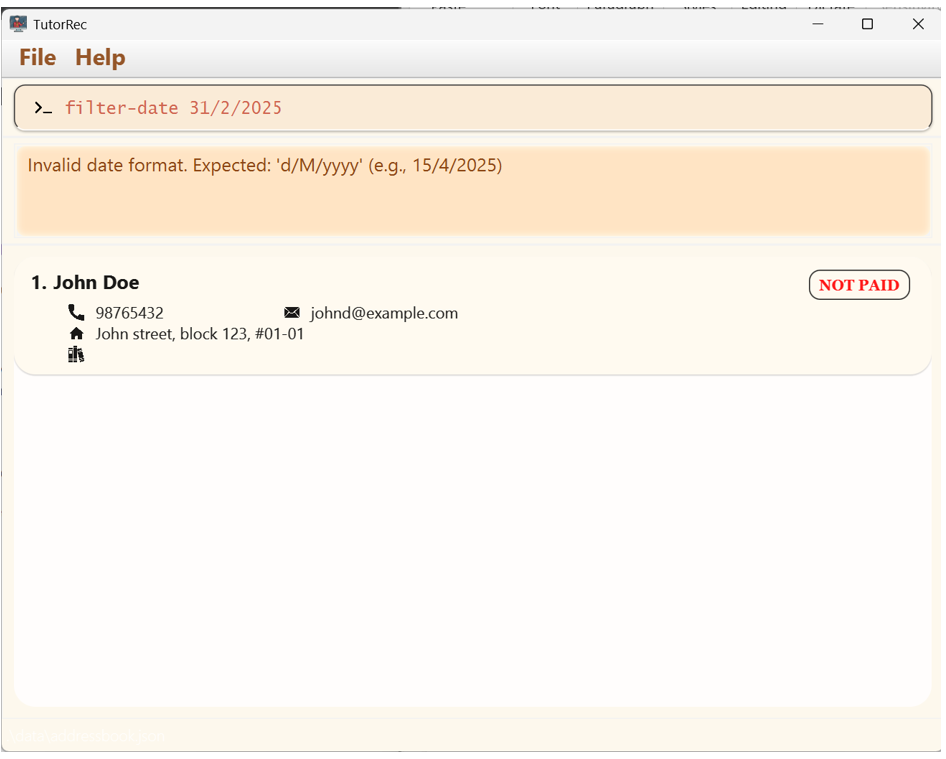 TutorRec
File Help
filter-date 31/2/2025
Invalid date format. Expected: 'd/M/yyyy' (e.g., 15/4/2025)
1. John Doe
NOT PAID
98765432 johnd@example.com
John street, block 123, #01-01